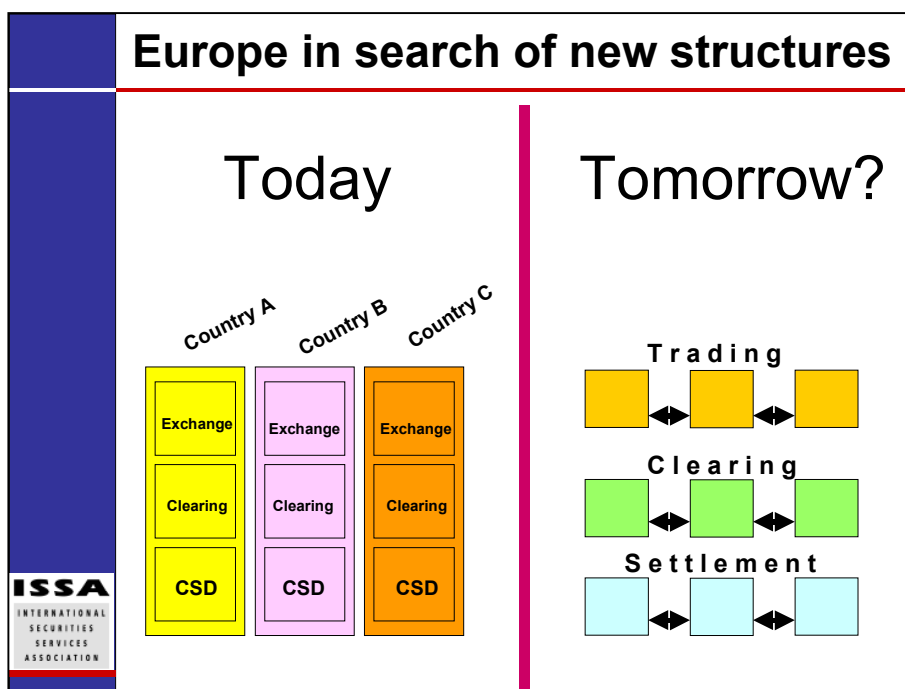 Europe in search of new structures
Today
Tomorrow?
Country A
Country B
Country C
Exchange
Clearing
CSD
Exchange
Clearing
CSD
Exchange
Clearing
CSD
Trading
Clearing
Settlement
ISSA
INTERNATIONAL
SECURITIES
SERVICES
ASSOCIATION